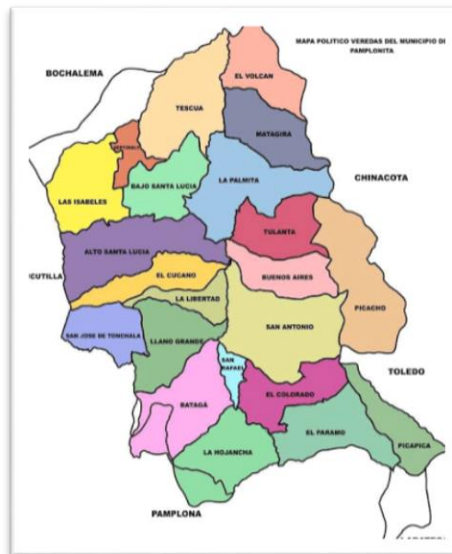 MAPA POLITICO VEREDAS DEL MUNICIPIO DE
PAMPLONITA
BOCHALEMA
EL VOLCAN
TESCUA
MATAGIRA
LA PALMITA
CHINACOTA
BAJO SANTA LUCIA
LAS ISABELES
TULANTA
ALTO SANTA LUCIA
CUTILLA
EL CUCANO
BUENOS AIRES
LA LIBERTAD
PICACHO
SAN ANTONIO
SAN JOSE DE TONCHALA
LLANO GRANDE
SAN
RAFAEL
TOLEDO
EL COLORADO
BATAGÁ
EL PARAMO
PICAPICA
LA HOJANCHA
PAMPLONA